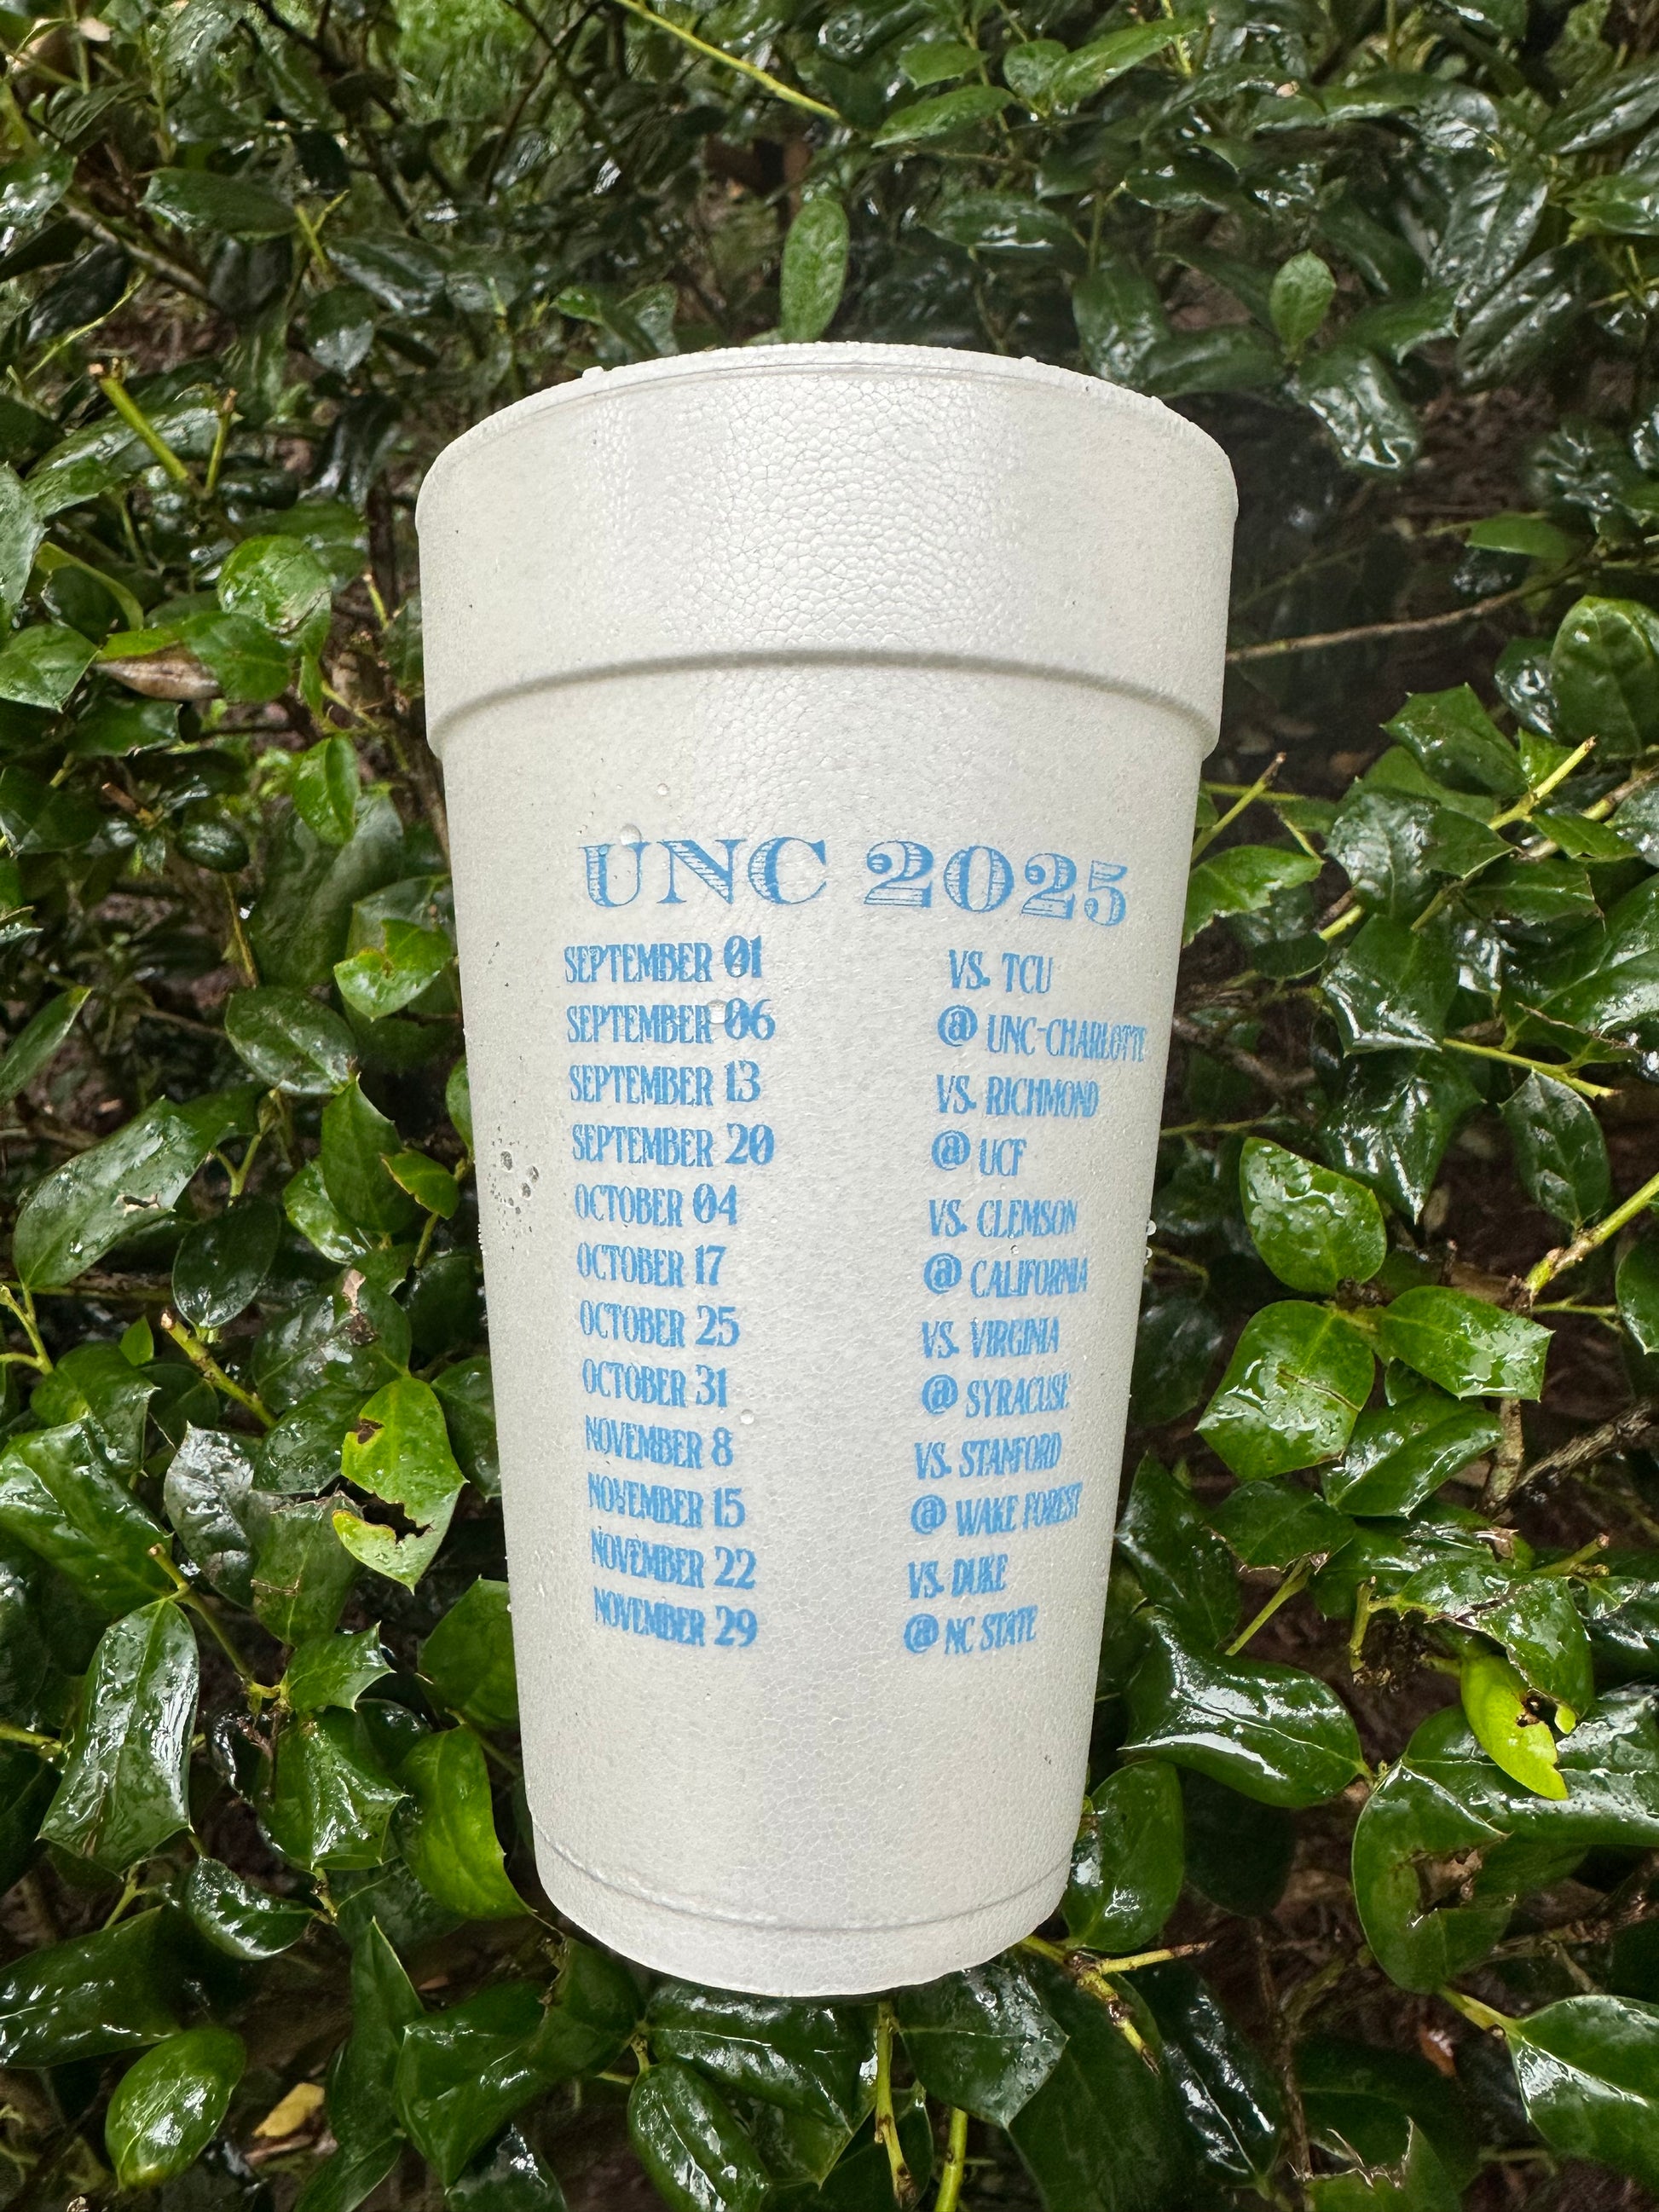 UNC 2025
SEPTEMBER 01 VS. TCU
SEPTEMBER 06 @ UNC-CHARLOTTE
SEPTEMBER 13 VS. RICHMOND
SEPTEMBER 20 @ UCF
OCTOBER 04 VS. CLEMSON
OCTOBER 17 @ CALIFORNIA
OCTOBER 25 VS. VIRGINIA
OCTOBER 31 @ SYRACUSE
NOVEMBER 8 VS. STANFORD
NOVEMBER 15 @ WAKE FOREST
NOVEMBER 22 VS. DUKE
NOVEMBER 29 @ NC STATE